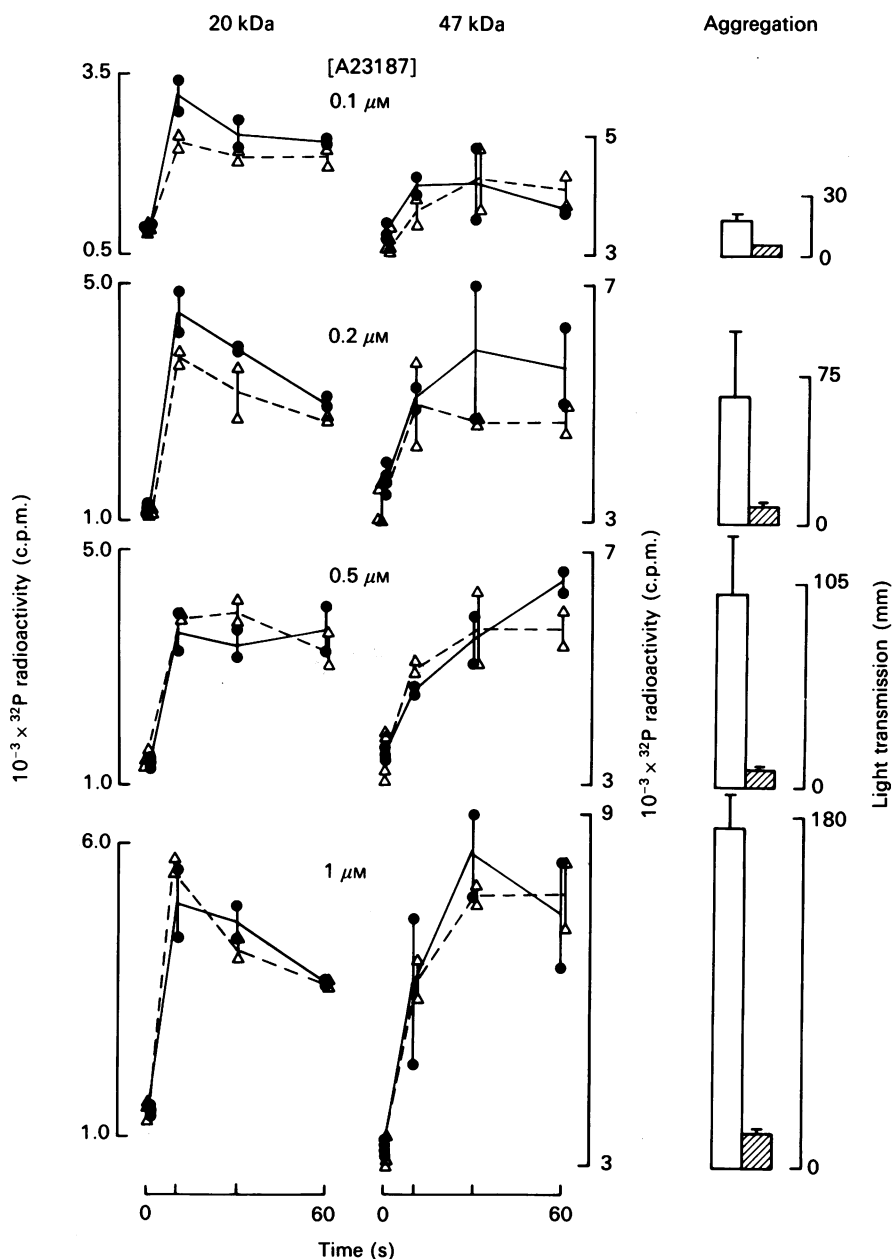 20 kDa 47 kDa Aggregation
[A23187]
3.5 0.1 μM
5
30
0.5 3 0
5.0 7
0.2 μM
75
1.0 3 0
5.0 7
0.5 μM
105
1.0 3 0
9 180
6.0
1 μM
1.0
3 0
10⁻³ × ³²P radioactivity (c.p.m.)
10⁻³ × ³²P radioactivity (c.p.m.)
Light transmission (mm)
0 60 0 60
Time (s)